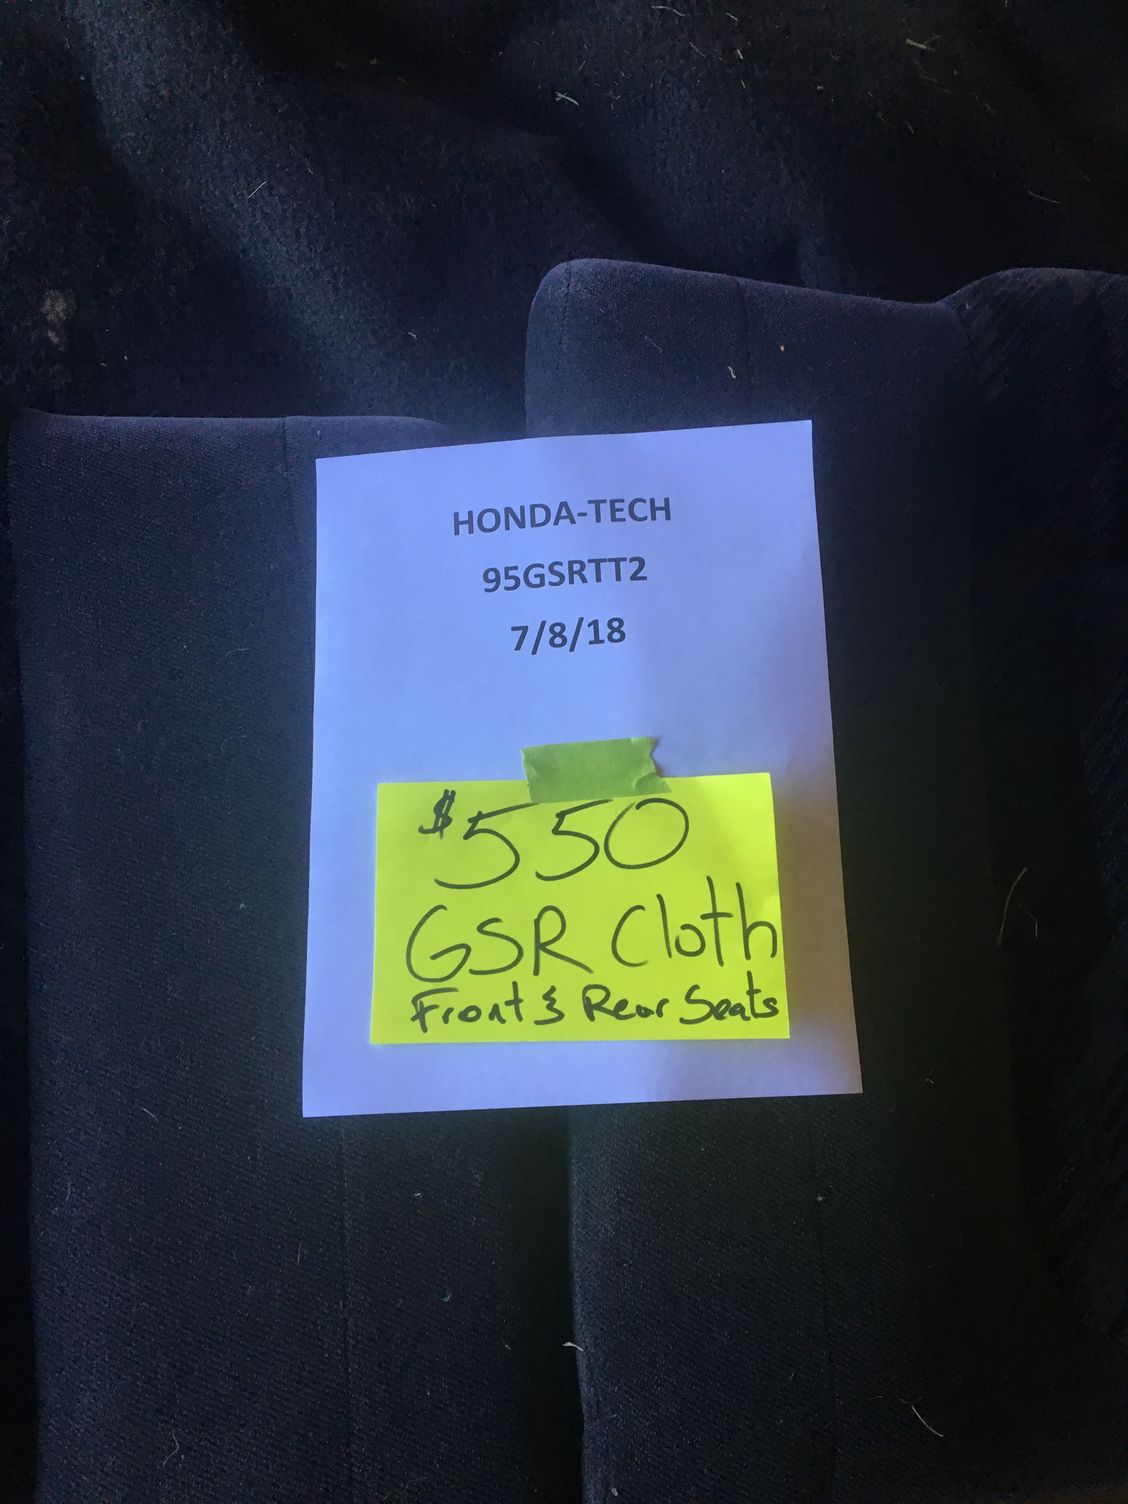 HONDA-TECH
95GSRTT2
7/8/18
$550
GSR Cloth
Front & Rear Seats